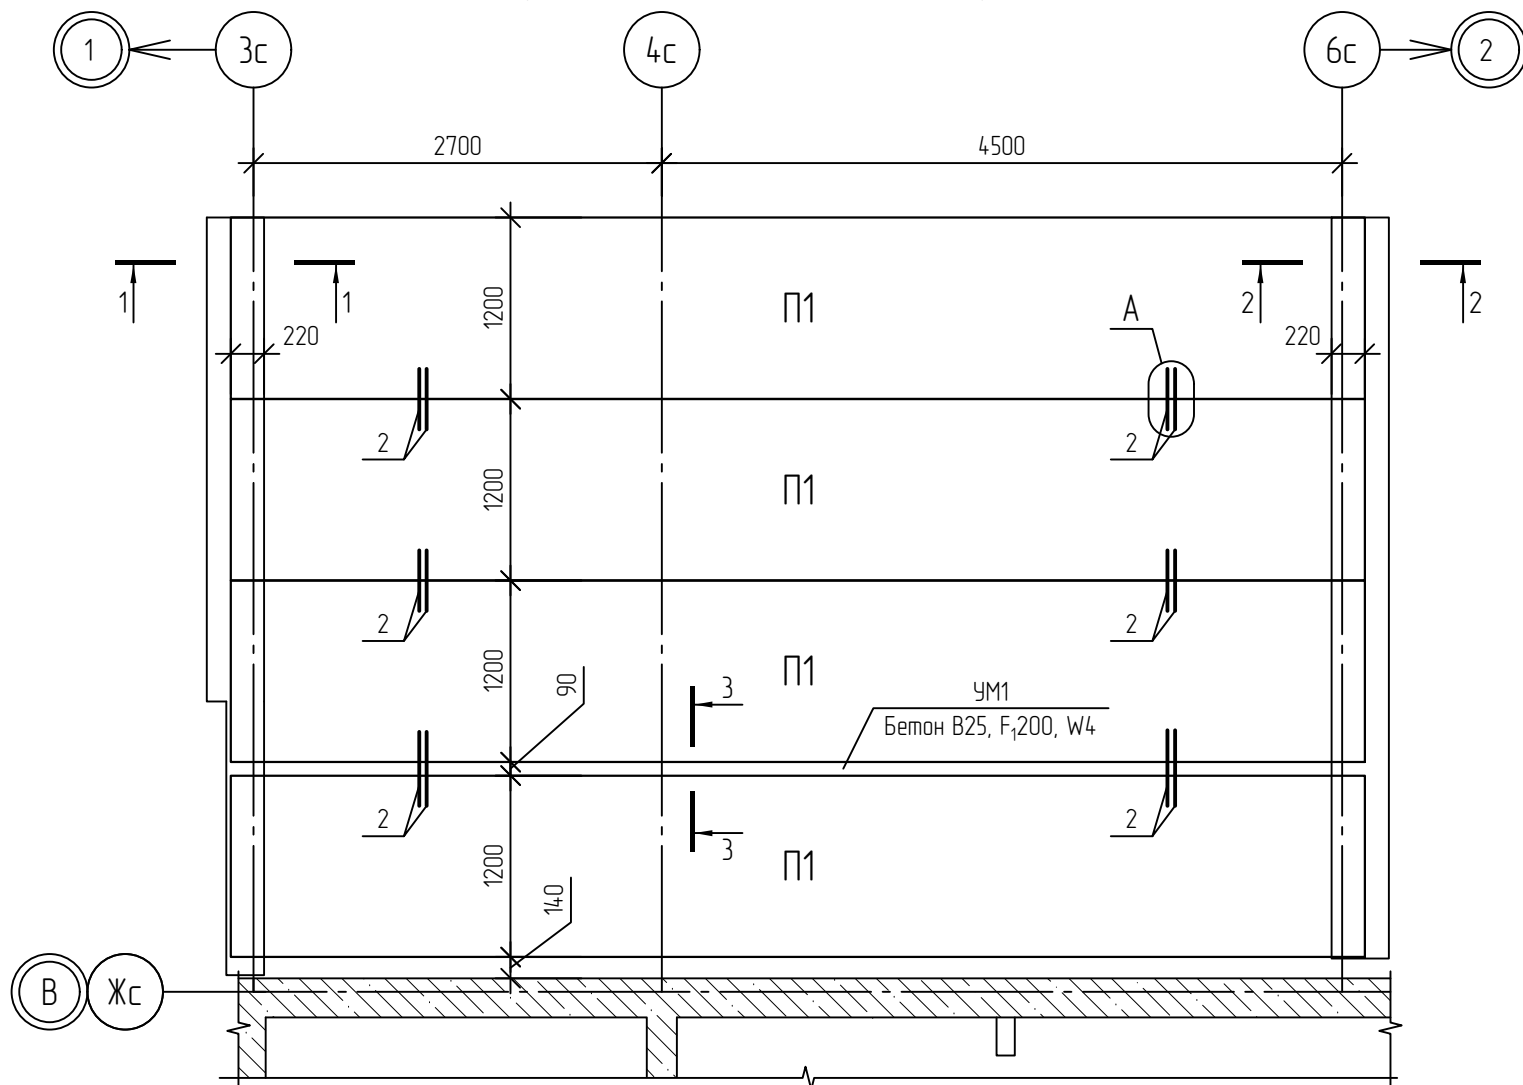 1 3с 4с 6с 2
2700 4500
1200 П1 А
1 1 2 2
220 220
2 2
1200 П1
2 2
1200 90 П1 3
УМ1
Бетон В25, F₁200, W4
2 2
1200 П1 3
140
В Жс